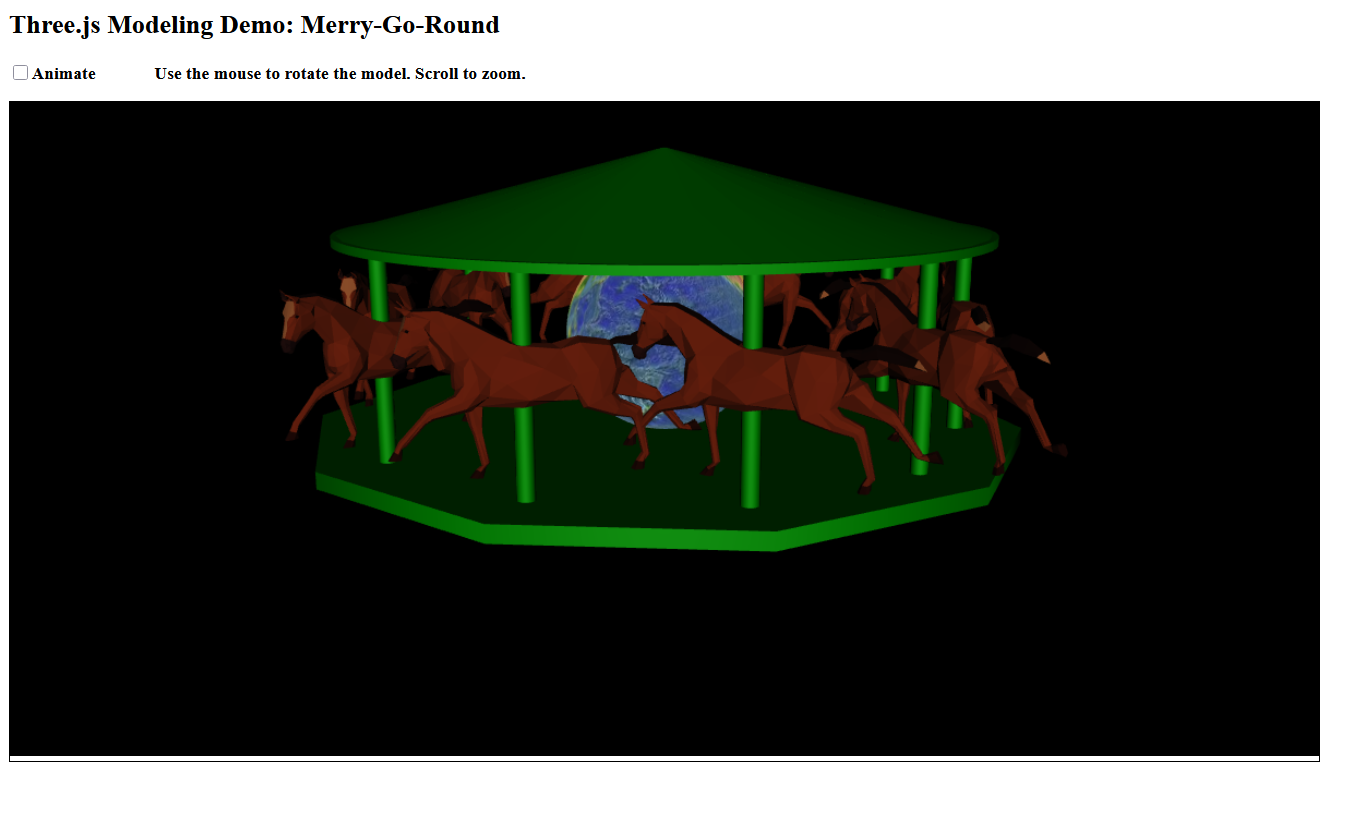 Three.js Modeling Demo: Merry-Go-Round
Animate Use the mouse to rotate the model. Scroll to zoom.